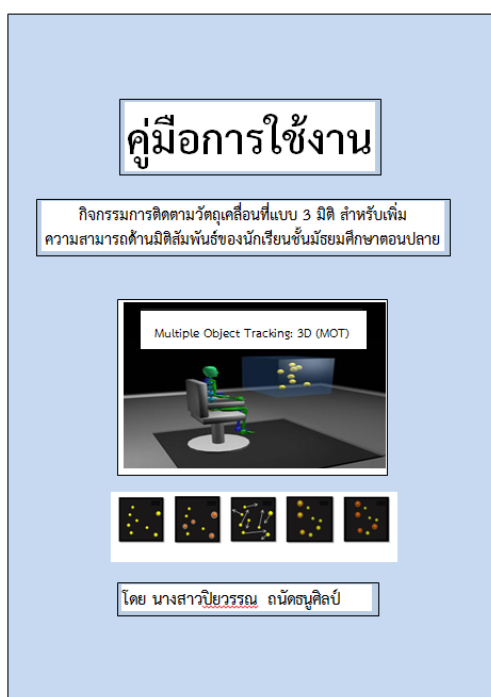 คู่มือการใช้งาน
กิจกรรมการติดตามวัตถุเคลื่อนที่แบบ 3 มิติ สำหรับเพิ่ม
ความสามารถด้านมิติสัมพันธ์ของนักเรียนชั้นมัธยมศึกษาตอนปลาย
Multiple Object Tracking: 3D (MOT)
โดย นางสาวปิยวรรณ ถนัดธนูศิลป์